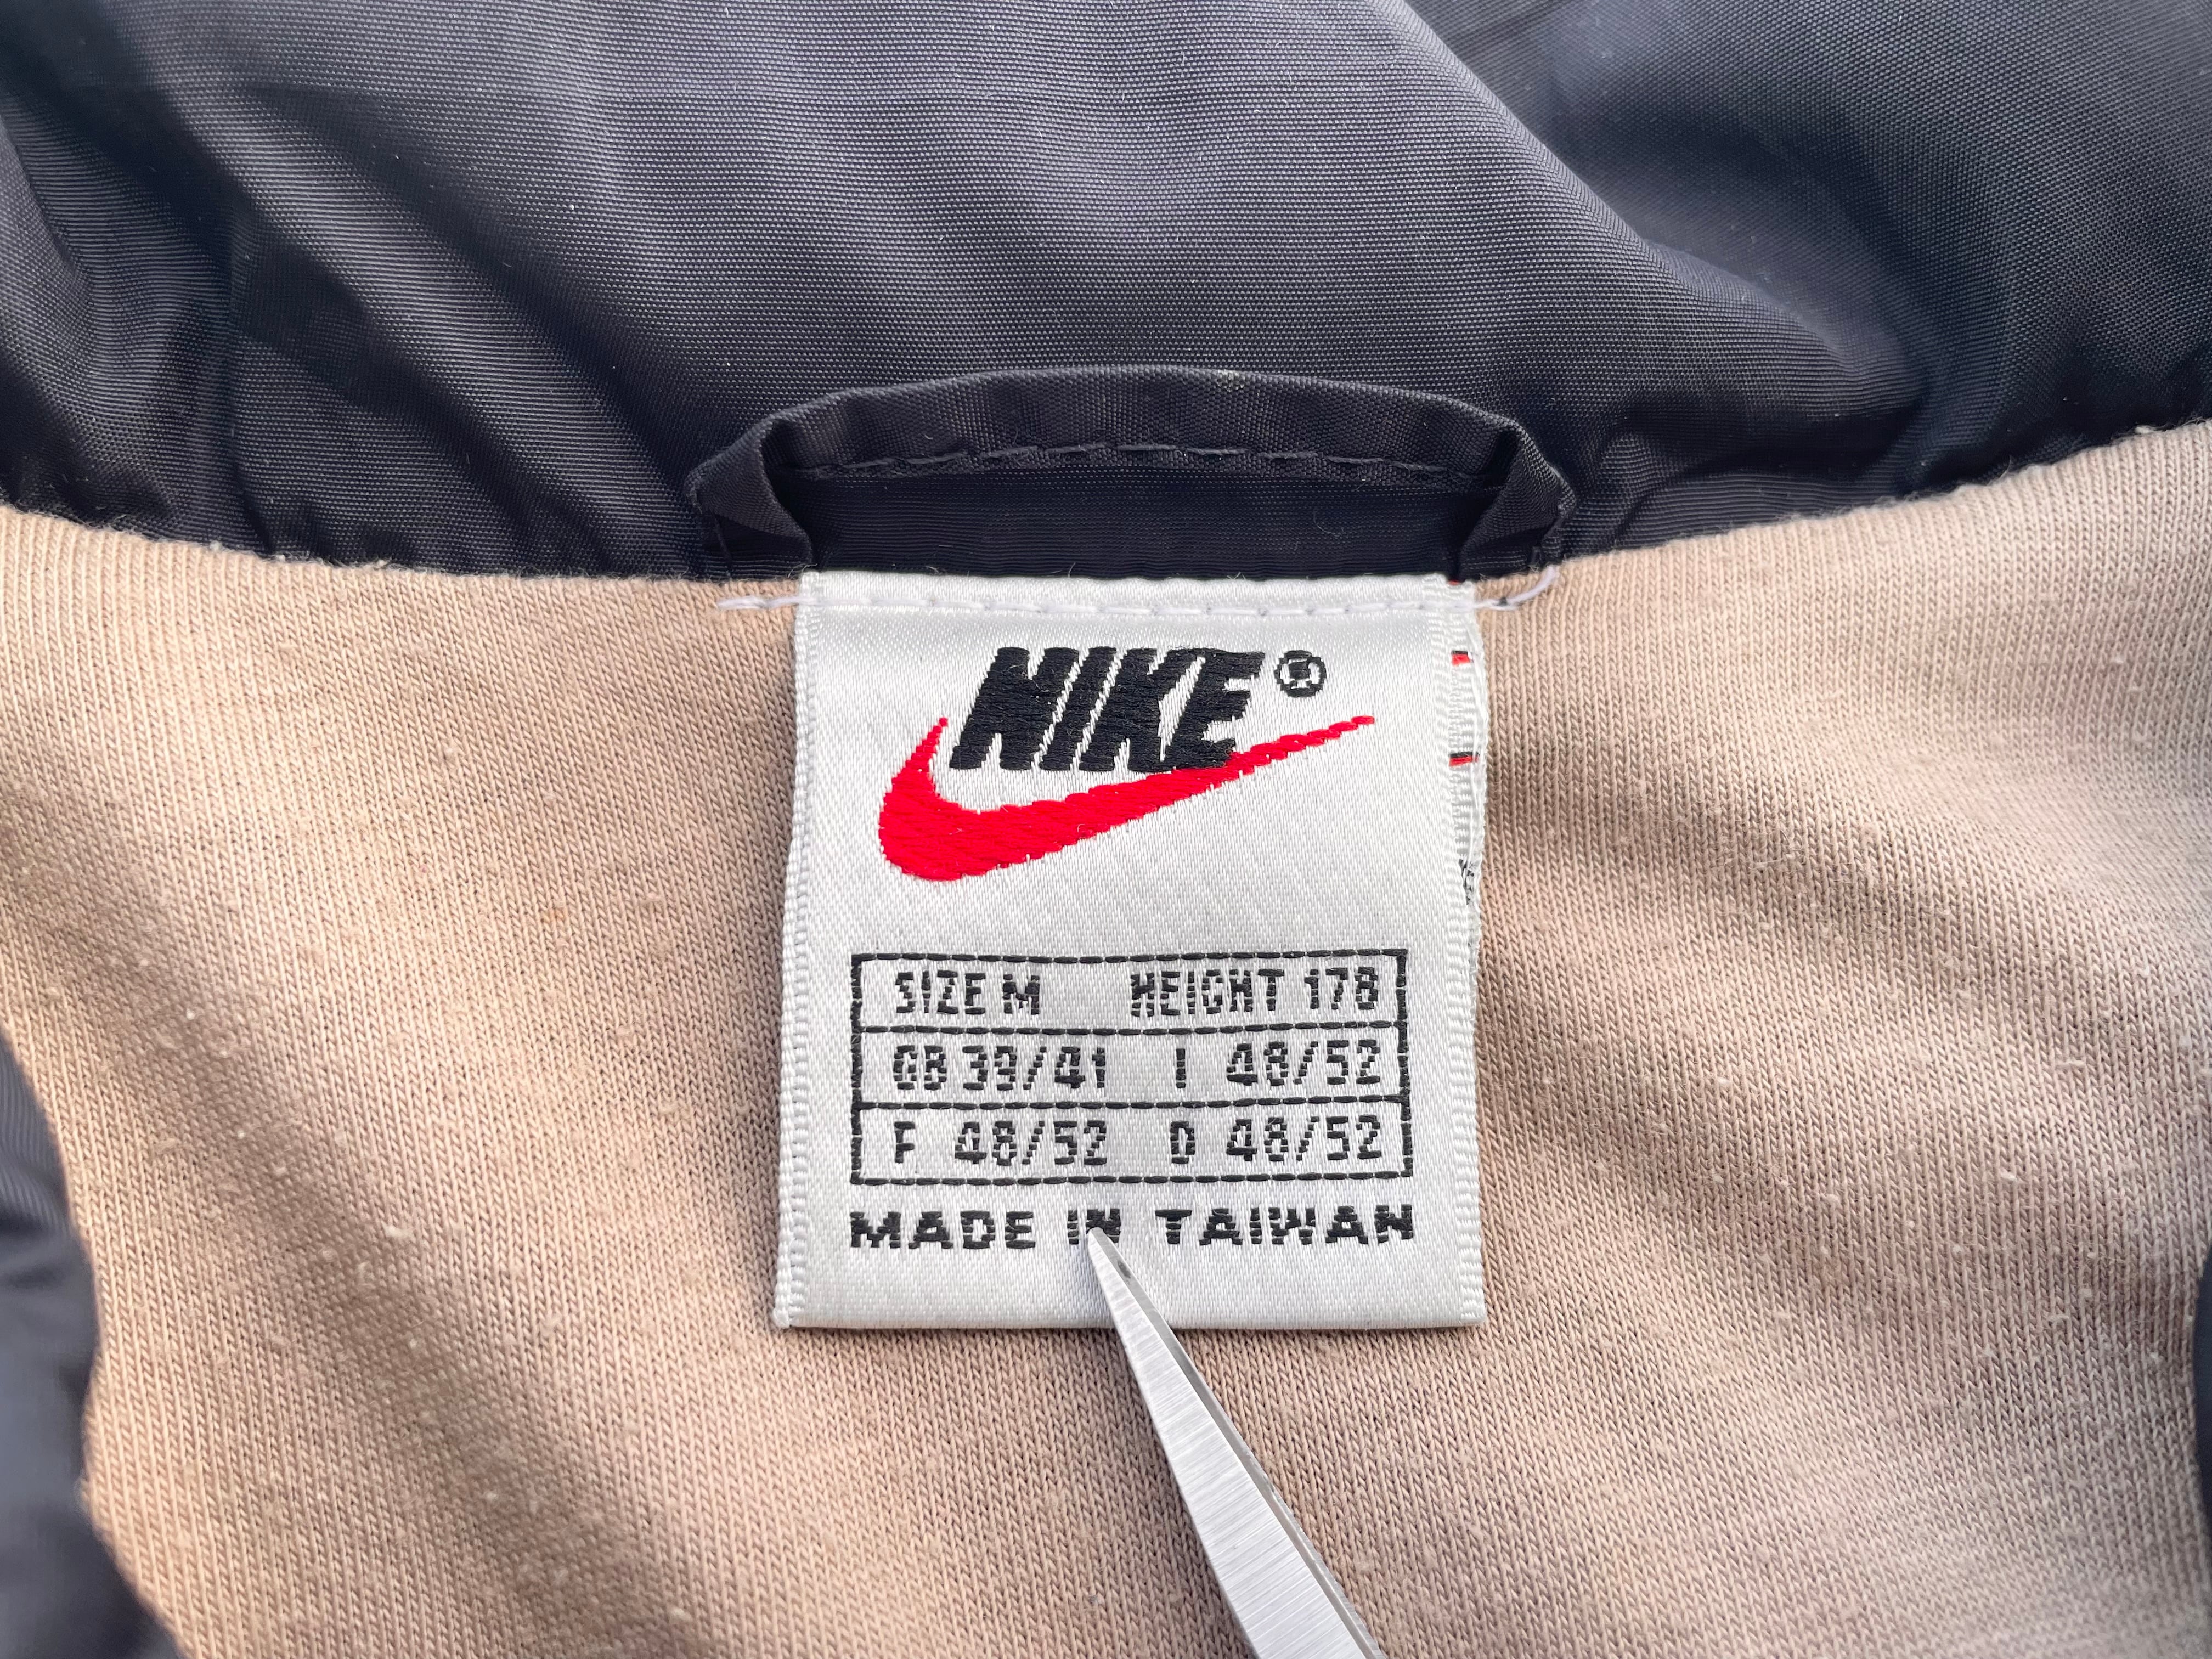 NIKE®
SIZE M HEIGHT 178
GB 39/41 I 48/52
F 48/52 D 48/52
MADE IN TAIWAN